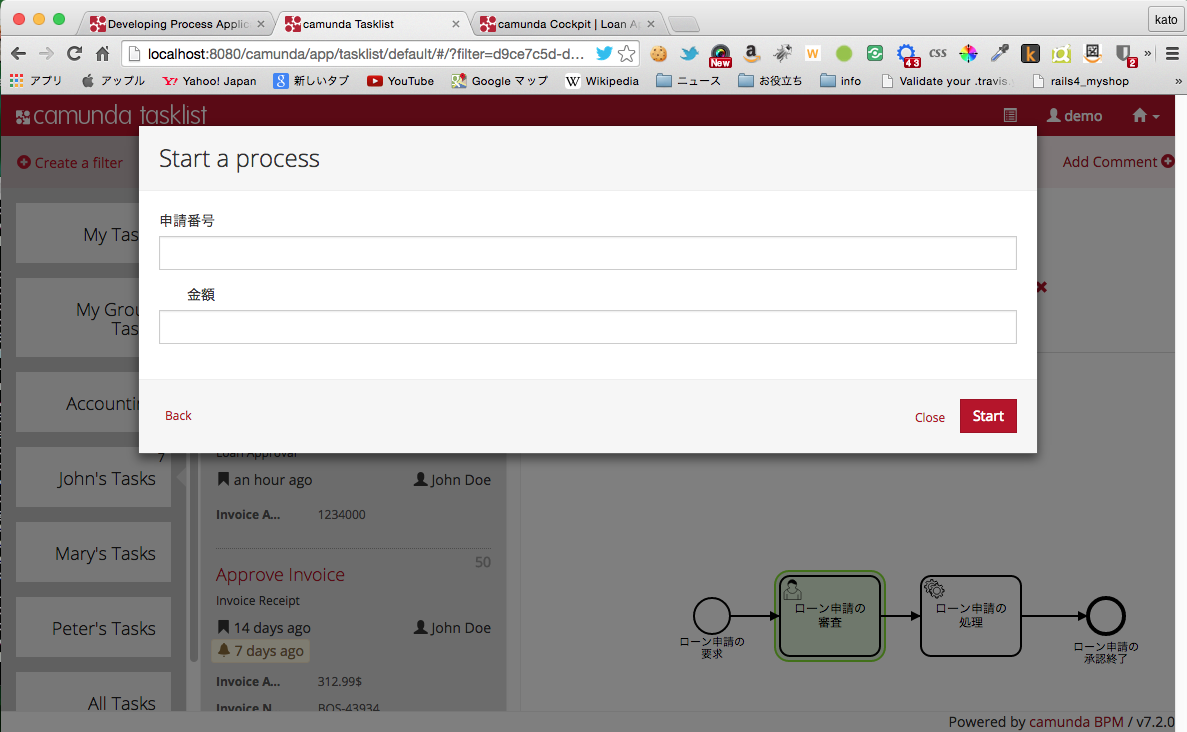 Developing Process Applic
camunda Tasklist
camunda Cockpit | Loan A
kato
localhost:8080/camunda/app/tasklist/default/#/?filter=d9ce7c5d-d...
New
43
css
2
アプリ
アップル
Yahoo! Japan
新しいタブ
YouTube
Google マップ
Wikipedia
ニュース
お役立ち
info
Validate your .travis.
rails4_myshop
camunda tasklist
demo
Create a filter
Add Comment
Start a process
申請番号
金額
Back
Close
Start
My Tas
My Grou
Tas
Accountin
7
John's Tasks
Mary's Tasks
Peter's Tasks
All Tasks
Loan Approval
an hour ago
John Doe
Invoice A...
1234000
50
Approve Invoice
Invoice Receipt
14 days ago
John Doe
7 days ago
Invoice A...
312.99$
Invoice N
BOS-43934
ローン申請の
要求
ローン申請の
審査
ローン申請の
処理
ローン申請の
承認終了
Powered by camunda BPM / v7.2.0